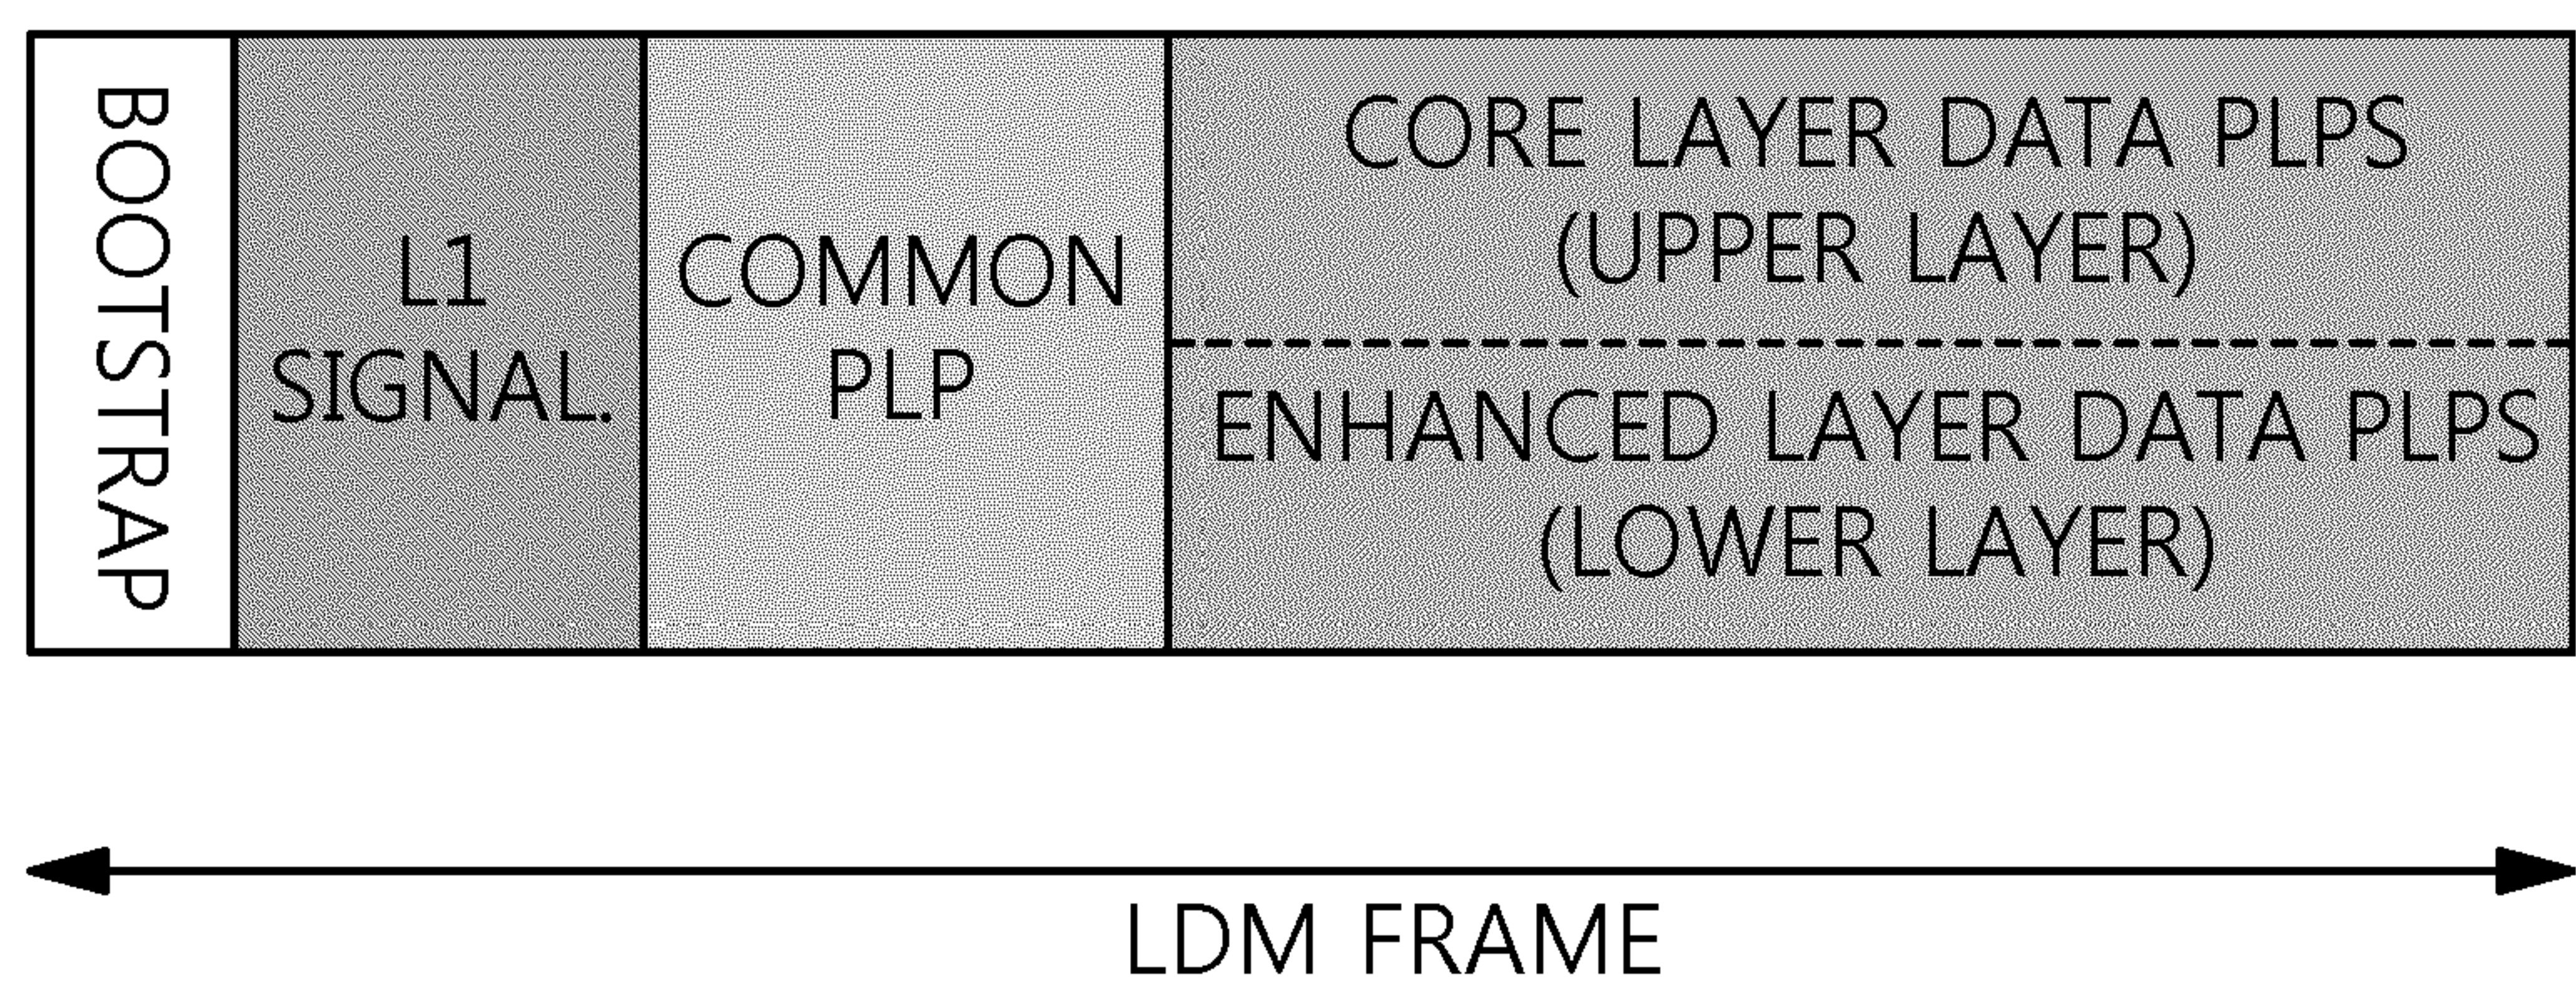 BOOTSTRAP
L1
SIGNAL.
COMMON
PLP
CORE LAYER DATA PLPS
(UPPER LAYER)
ENHANCED LAYER DATA PLPS
(LOWER LAYER)
LDM FRAME